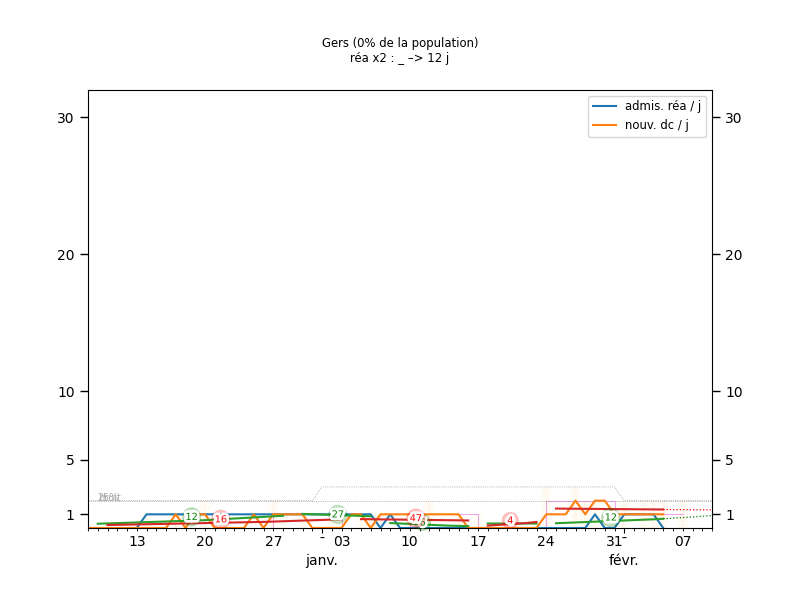 Gers (0% de la population)
réa x2 : _ –> 12 j
admis. réa / j
nouv. dc / j
30 30
20 20
10 10
5 5
1 1
12 16 27 47 4 12
13 20 27 - 03 10 17 24 31 - 07
janv. févr.